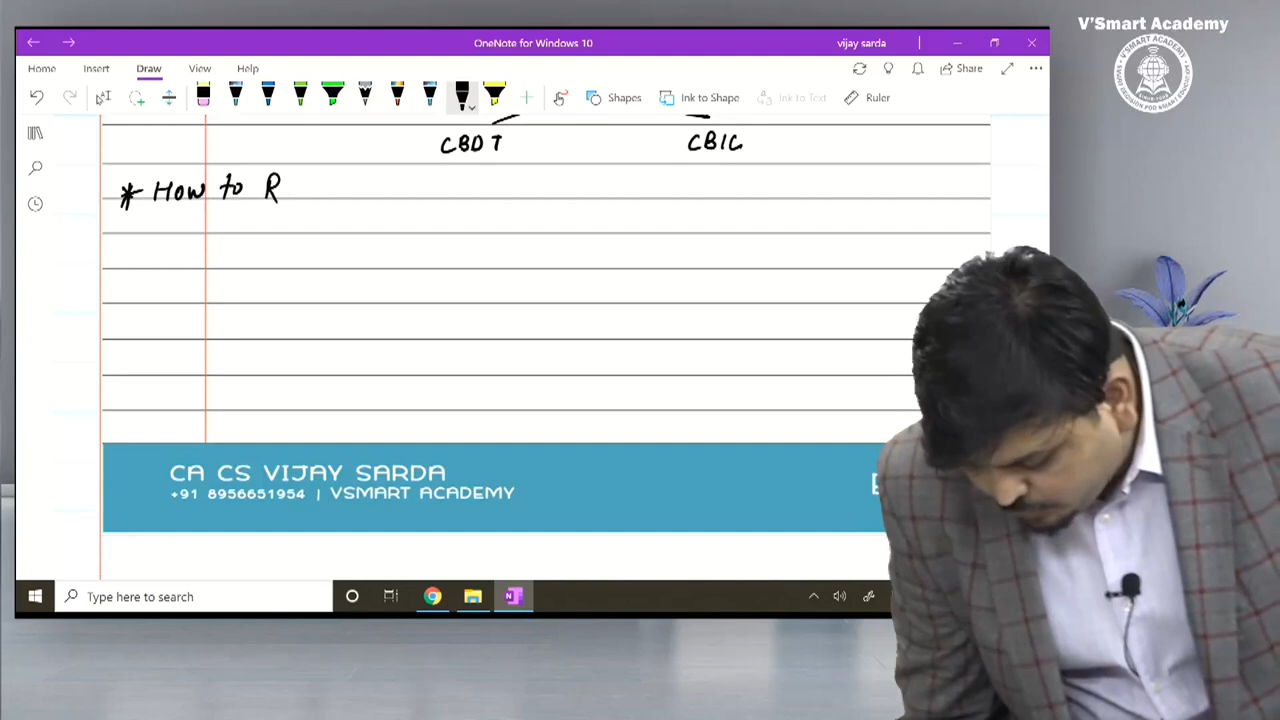 V'Smart Academy
OneNote for Windows 10
vijay sarda
Home Insert Draw View Help
Share
Shapes
Ink to Shape
Ink to Text
Ruler
CBDT CBIC
* How to R
CA CS VIJAY SARDA
+91 8956651954 | VSMART ACADEMY
Type here to search